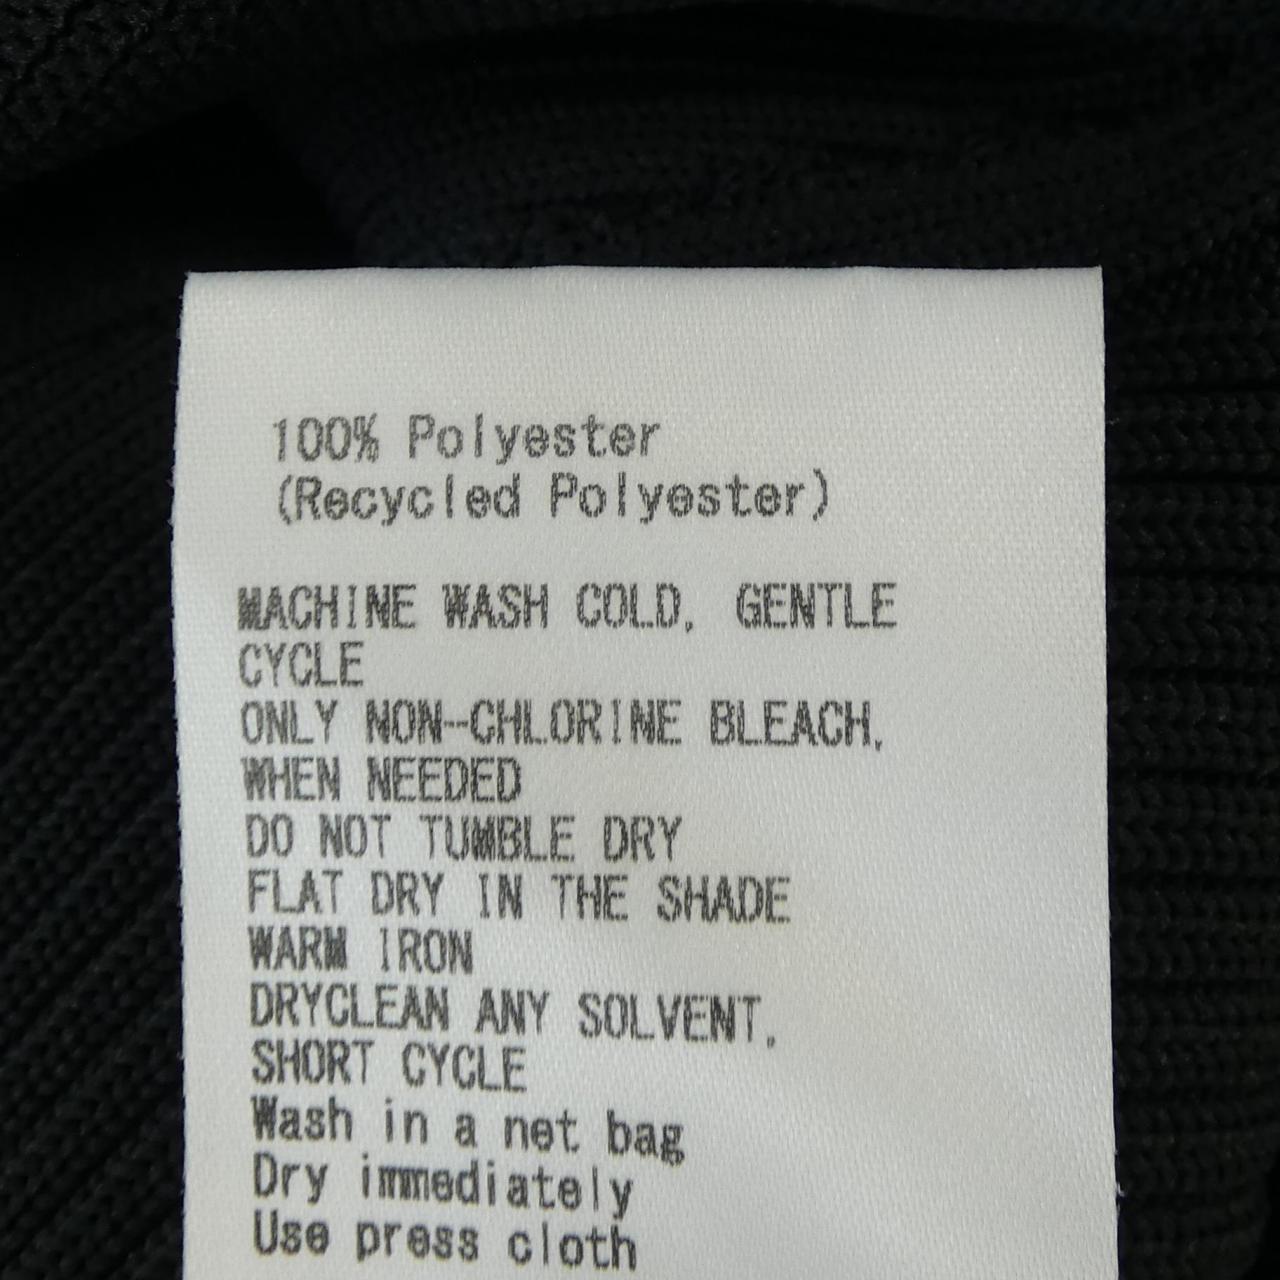 100% Polyester
(Recycled Polyester)
MACHINE WASH COLD, GENTLE
CYCLE
ONLY NON-CHLORINE BLEACH,
WHEN NEEDED
DO NOT TUMBLE DRY
FLAT DRY IN THE SHADE
WARM IRON
DRYCLEAN ANY SOLVENT,
SHORT CYCLE
Wash in a net bag
Dry immediately
Use press cloth